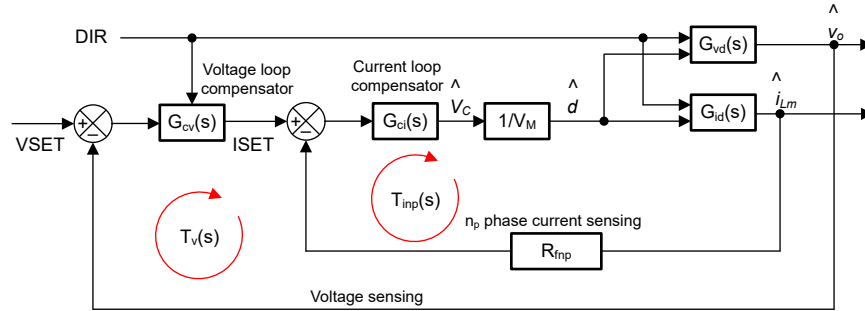 DIR
^
v_o
G_vd(s)
Voltage loop
compensator
Current loop
compensator
^
V_C
^
d
^
i_Lm
+
−
G_cv(s)
+
−
G_ci(s)
1/V_M
G_id(s)
VSET
ISET
T_v(s)
T_inp(s)
n_p phase current sensing
R_fnp
Voltage sensing